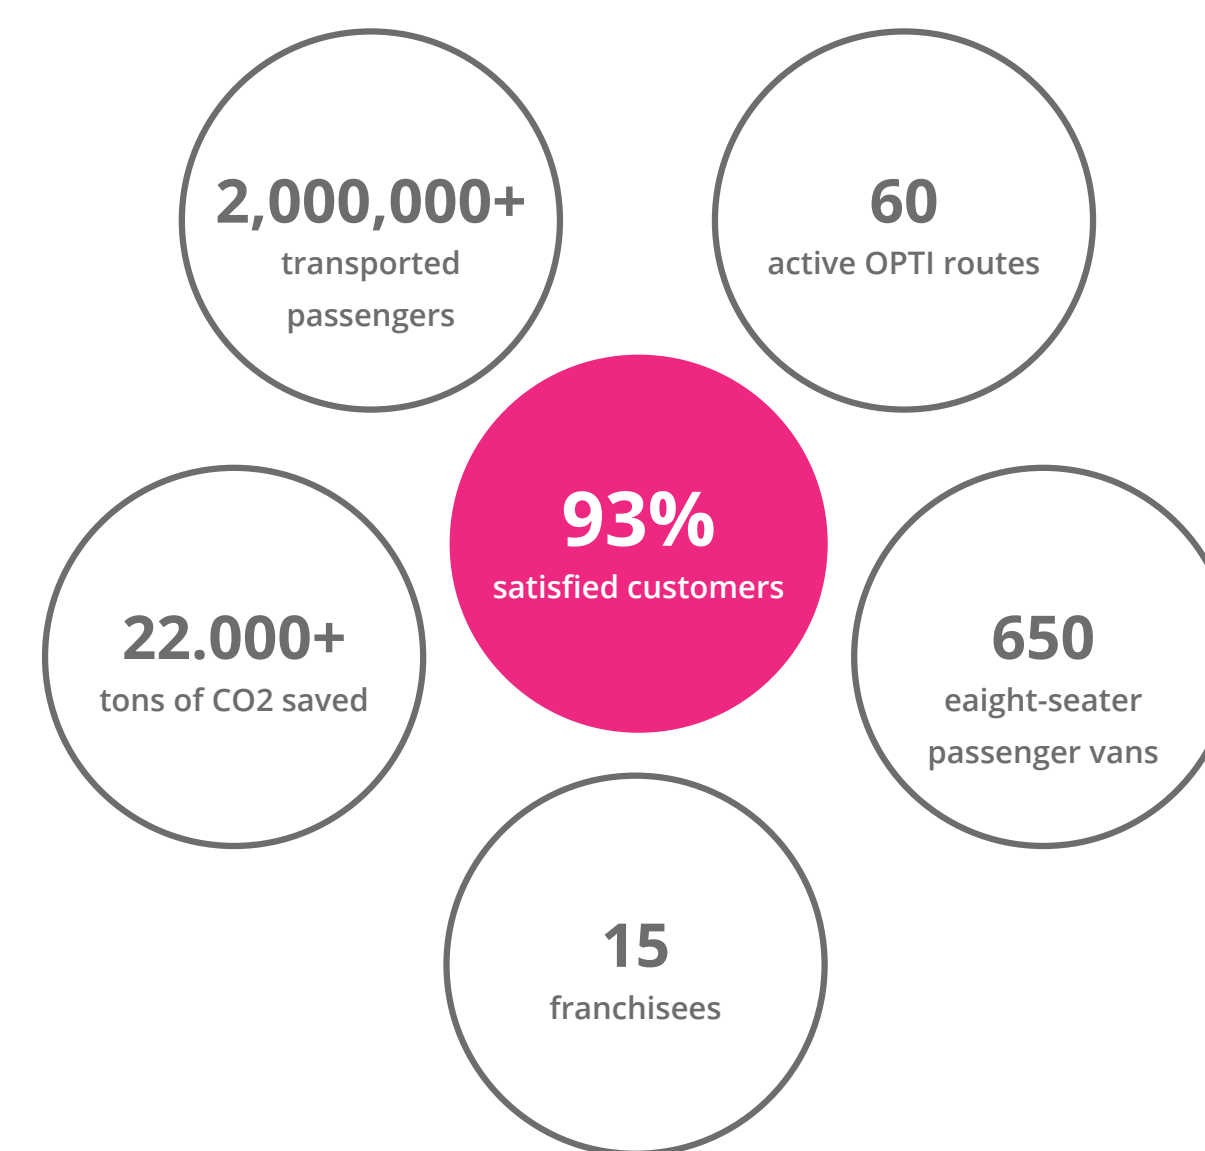 2,000,000+
transported
passengers
60
active OPTI routes
93%
satisfied customers
22.000+
tons of CO2 saved
650
eaight-seater
passenger vans
15
franchisees